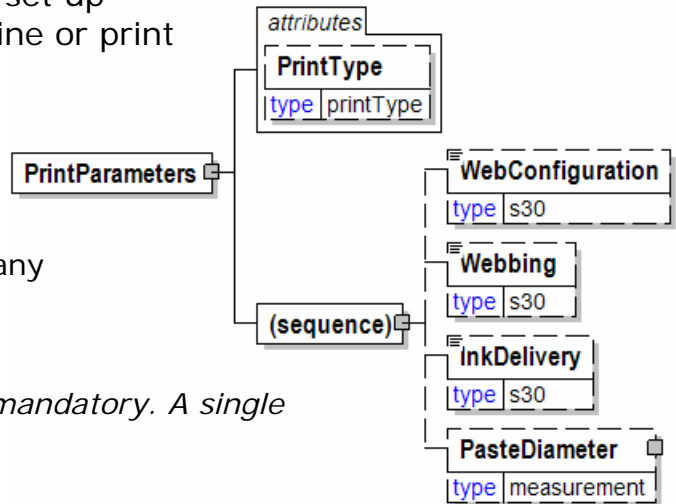 set up
ine or print
attributes
PrintType
type printType
PrintParameters
WebConfiguration
type s30
any
Webbing
type s30
(sequence)
InkDelivery
type s30
mandatory. A single
PasteDiameter
type measurement